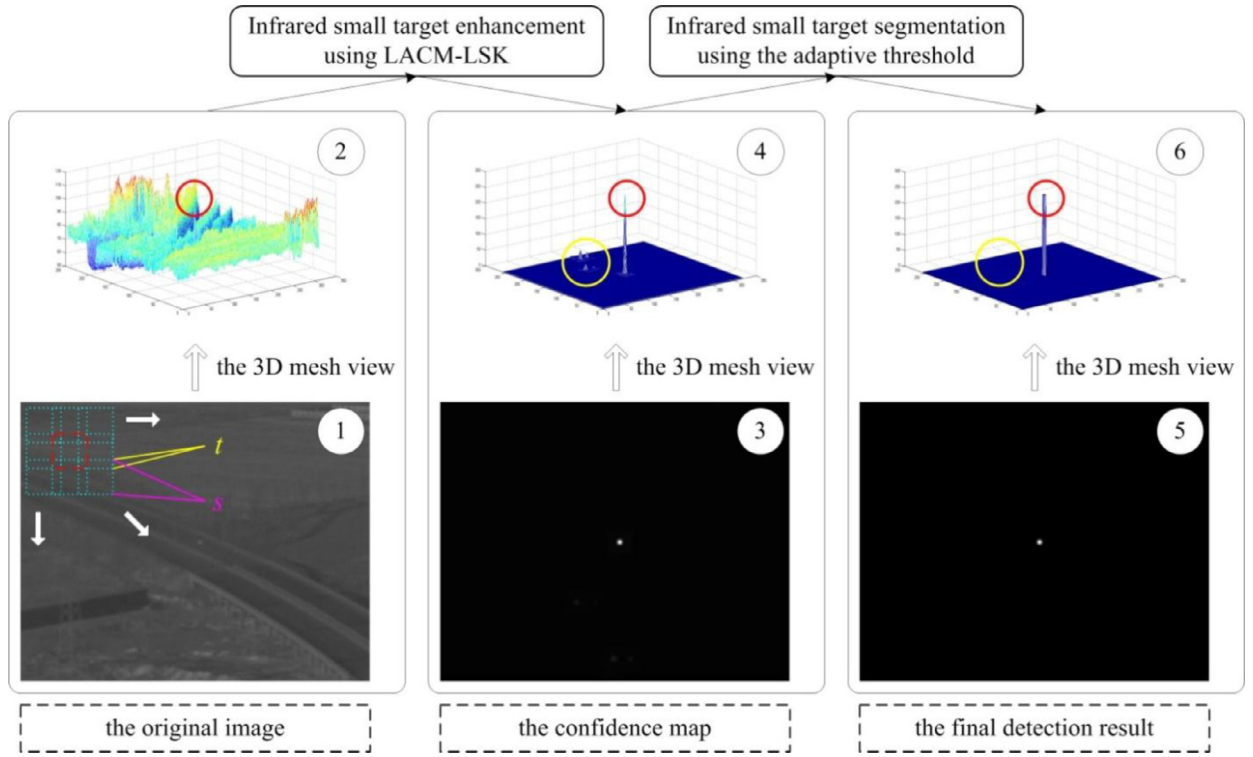 Infrared small target enhancement
using LACM-LSK
Infrared small target segmentation
using the adaptive threshold
2
4
6
the 3D mesh view
the 3D mesh view
the 3D mesh view
1
3
5
t
s
the original image
the confidence map
the final detection result